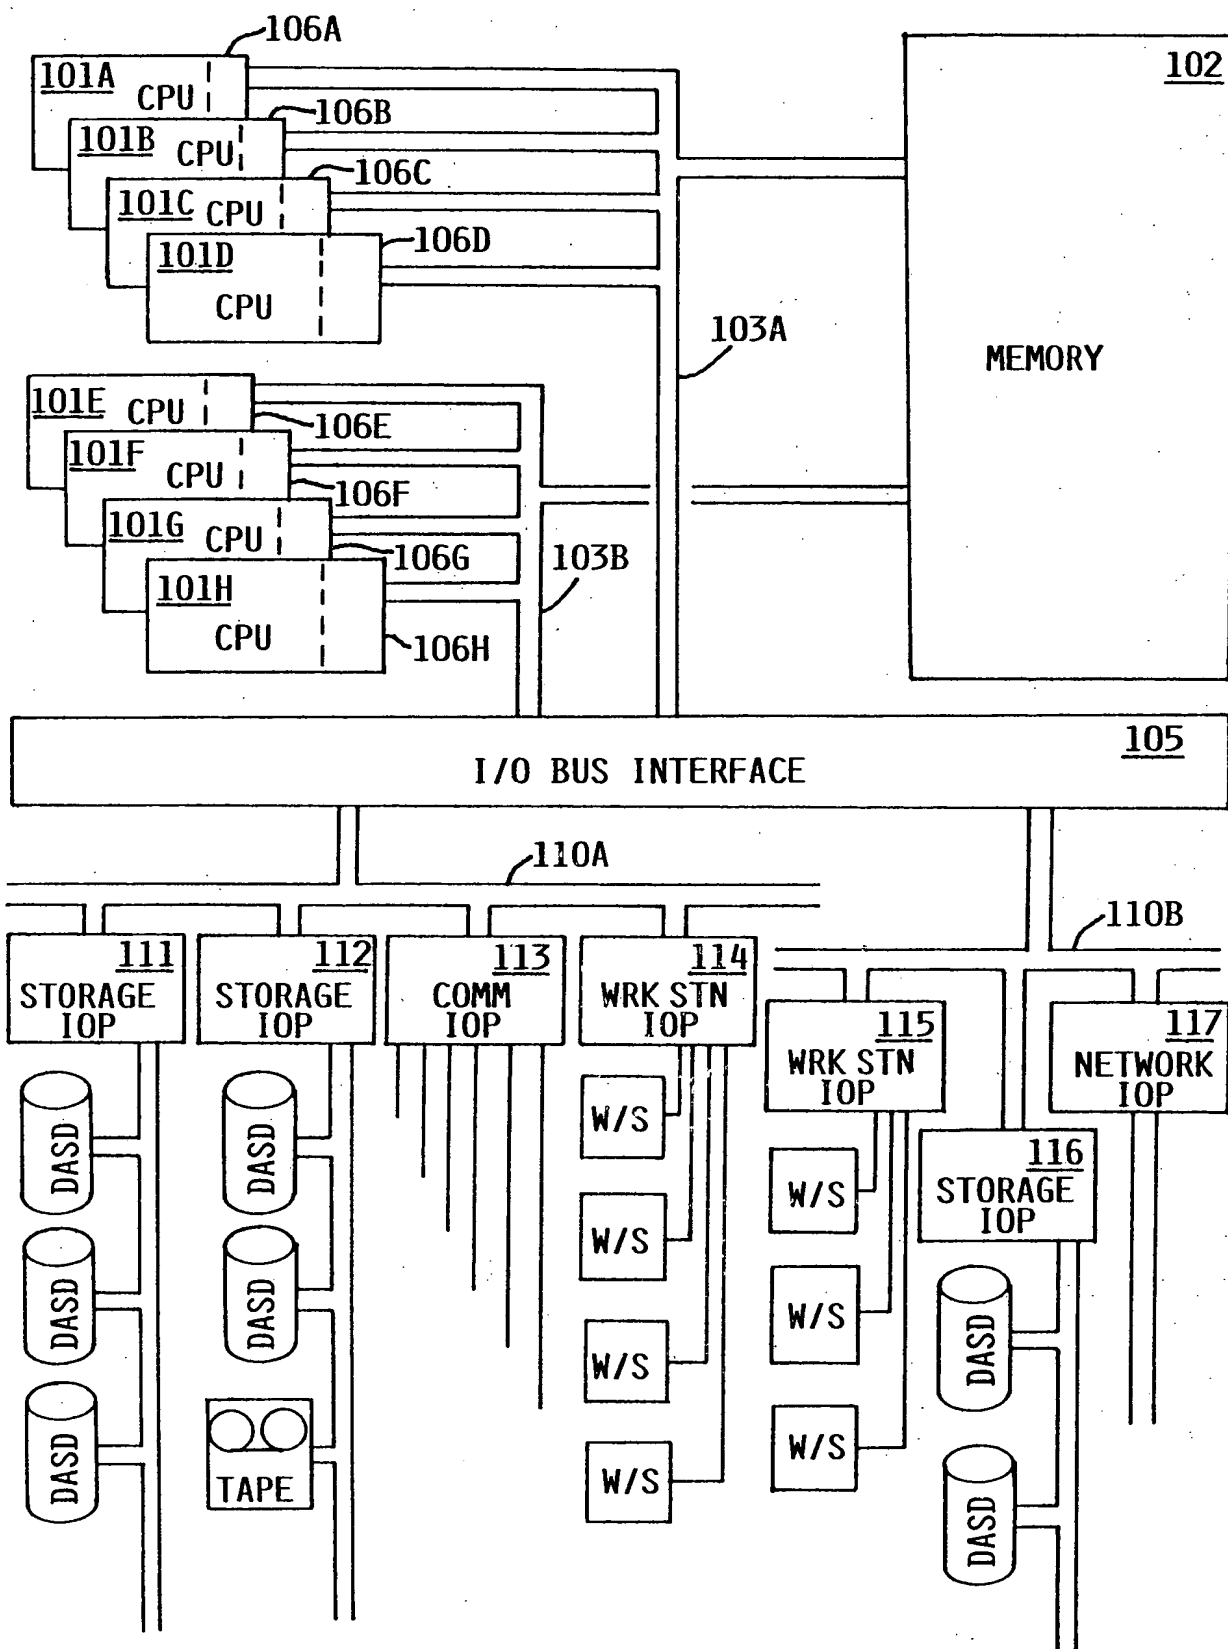 106A
101A
CPU
102
106B
101B
CPU
106C
101C
CPU
106D
101D
CPU
103A
MEMORY
101E
CPU
106E
101F
CPU
106F
101G
CPU
106G
103B
101H
CPU
106H
105
I/O BUS INTERFACE
110A
110B
111
STORAGE
IOP
112
STORAGE
IOP
113
COMM
IOP
114
WRK STN
IOP
115
WRK STN
IOP
117
NETWORK
IOP
116
STORAGE
IOP
DASD
DASD
DASD
DASD
DASD
TAPE
W/S
W/S
W/S
W/S
W/S
W/S
W/S
DASD
DASD